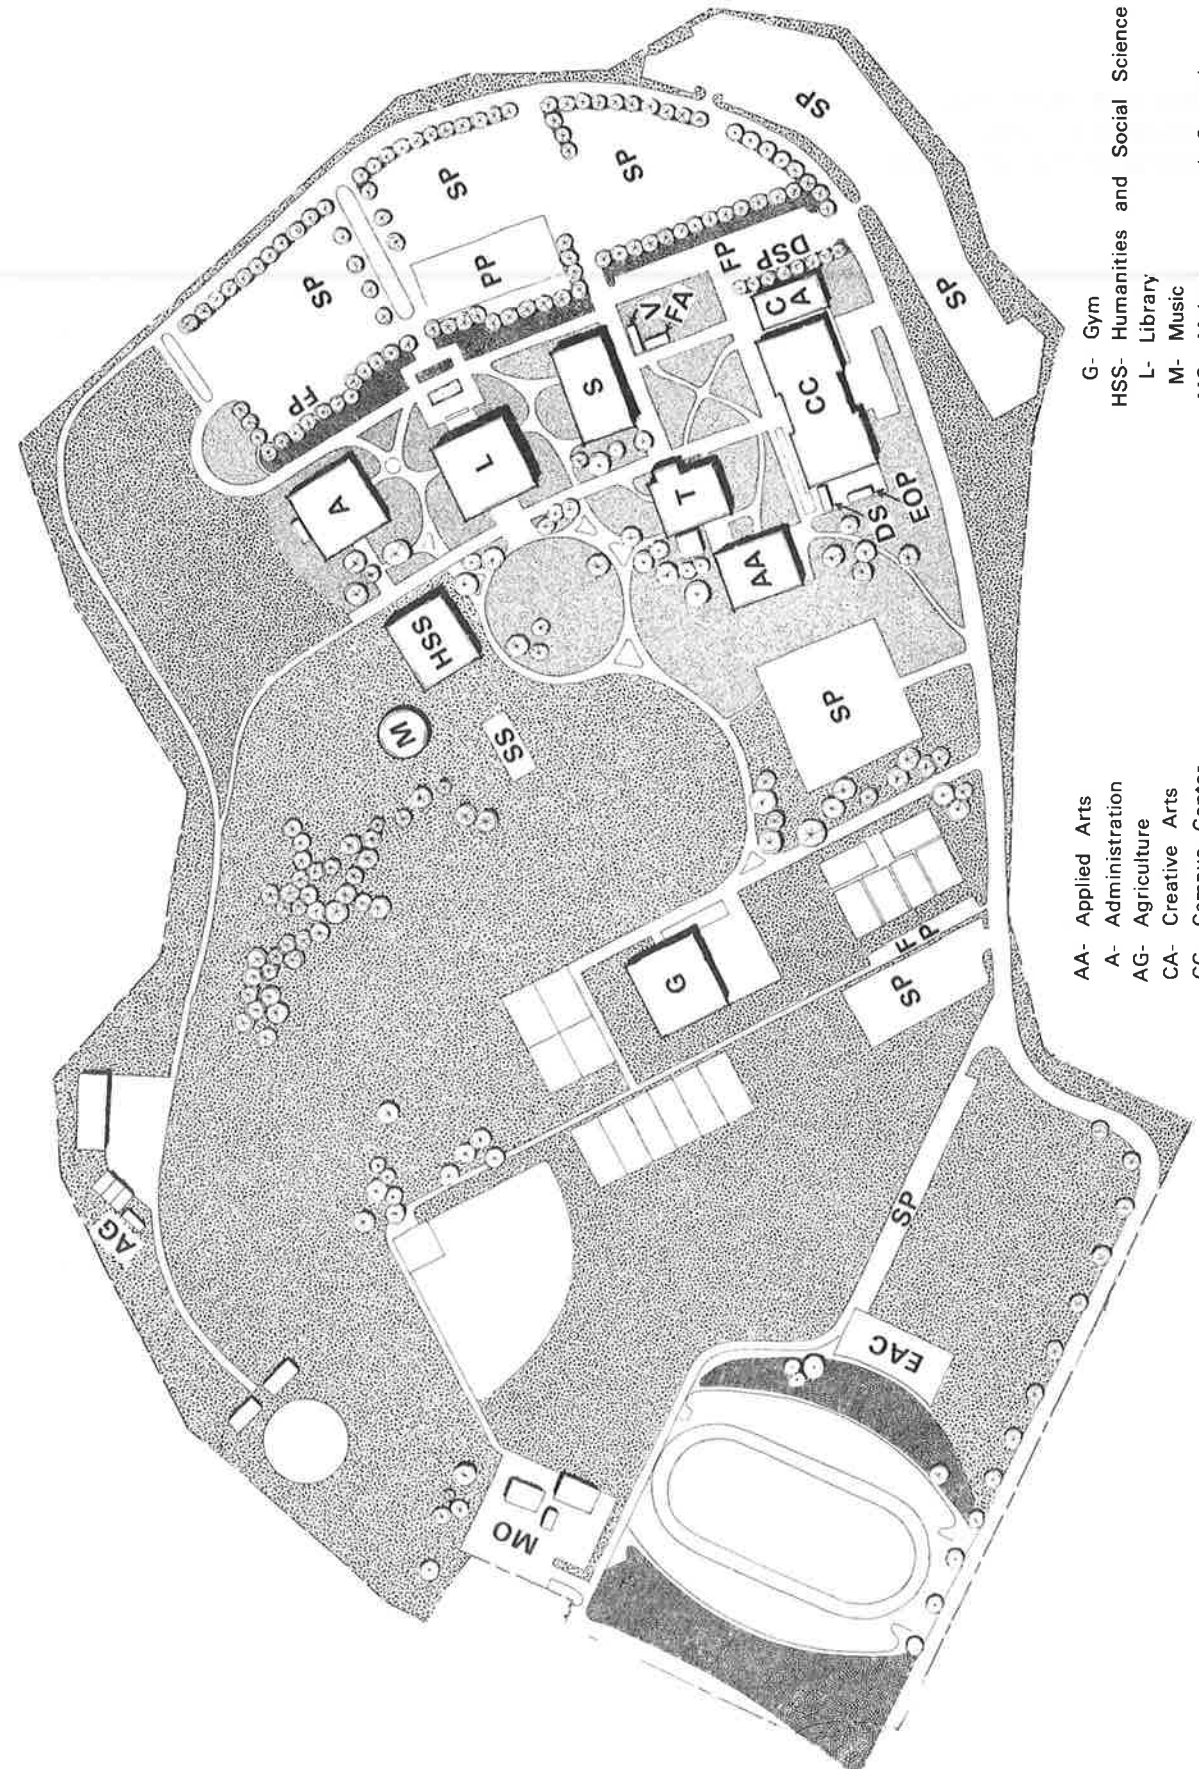 SP
SP
SP
SP
SP
PP
FP
FP
DSP
V
FA
C
A
S
L
A
CC
T
AA
DS
EOP
HSS
M
SS
SP
G
F
P
SP
SP
EAC
AG
MO
AA- Applied Arts
A- Administration
AG- Agriculture
CA- Creative Arts
G- Gym
HSS- Humanities and Social Science
L- Library
M- Music